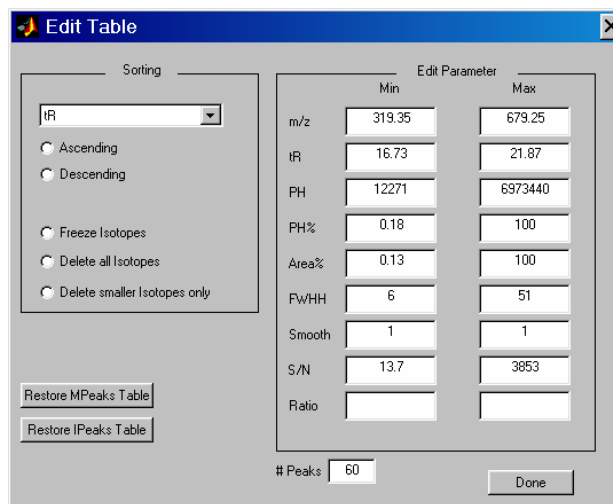 Edit Table
Sorting
tR
Ascending
Descending
Freeze Isotopes
Delete all Isotopes
Delete smaller Isotopes only
Restore MPeaks Table
Restore IPeaks Table
Edit Parameter
Min Max
m/z 319.35 679.25
tR 16.73 21.87
PH 12271 6973440
PH% 0.18 100
Area% 0.13 100
FWHH 6 51
Smooth 1 1
S/N 13.7 3853
Ratio
# Peaks 60
Done